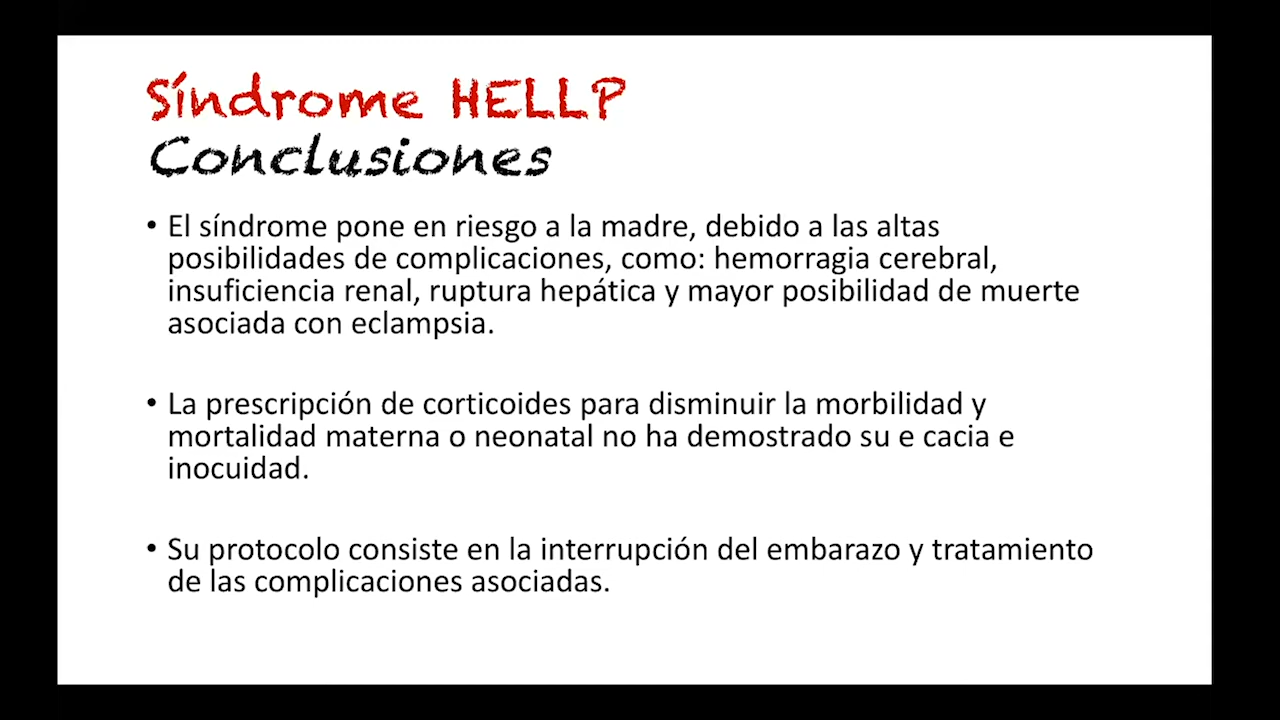 Síndrome HELLP
Conclusiones
• El síndrome pone en riesgo a la madre, debido a las altas
posibilidades de complicaciones, como: hemorragia cerebral,
insuficiencia renal, ruptura hepática y mayor posibilidad de muerte
asociada con eclampsia.
• La prescripción de corticoides para disminuir la morbilidad y
mortalidad materna o neonatal no ha demostrado su e cacia e
inocuidad.
• Su protocolo consiste en la interrupción del embarazo y tratamiento
de las complicaciones asociadas.